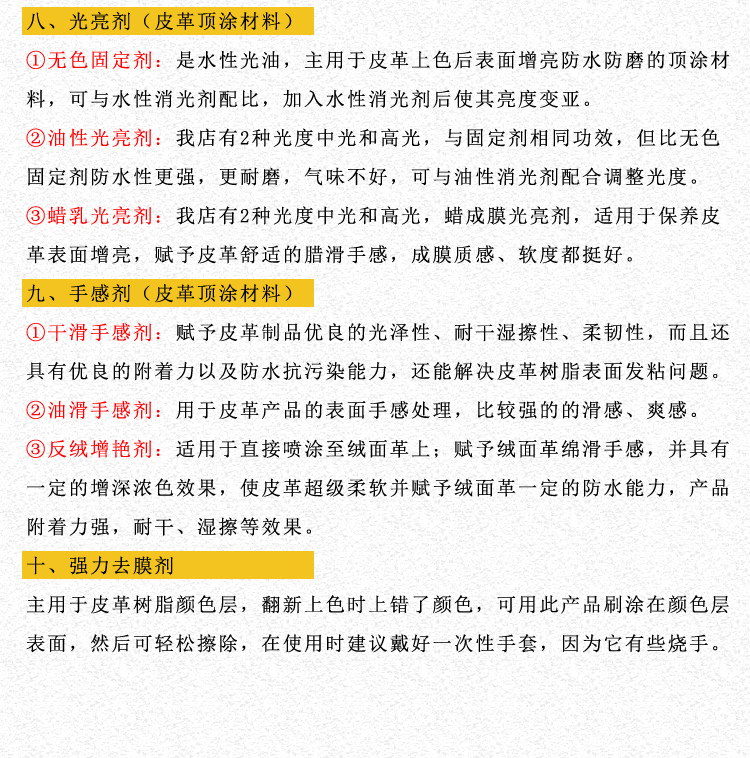 八、光亮剂（皮革顶涂材料）
①无色固定剂：是水性光油，主用于皮革上色后表面增亮防水防磨的顶涂材
料，可与水性消光剂配比，加入水性消光剂后使其亮度变亚。
②油性光亮剂：我店有2种光度中光和高光，与固定剂相同功效，但比无色
固定剂防水性更强，更耐磨，气味不好，可与油性消光剂配合调整光度。
③蜡乳光亮剂：我店有2种光度中光和高光，蜡成膜光亮剂，适用于保养皮
革表面增亮，赋予皮革舒适的腊滑手感，成膜质感、软度都挺好。
九、手感剂（皮革顶涂材料）
①干滑手感剂：赋予皮革制品优良的光泽性、耐干湿擦性、柔韧性，而且还
具有优良的附着力以及防水抗污染能力，还能解决皮革树脂表面发粘问题。
②油滑手感剂：用于皮革产品的表面手感处理，比较强的的滑感、爽感。
③反绒增艳剂：适用于直接喷涂至绒面革上；赋予绒面革绵滑手感，并具有
一定的增深浓色效果，使皮革超级柔软并赋予绒面革一定的防水能力，产品
附着力强，耐干、湿擦等效果。
十、强力去膜剂
主用于皮革树脂颜色层，翻新上色时上错了颜色，可用此产品刷涂在颜色层
表面，然后可轻松擦除，在使用时建议戴好一次性手套，因为它有些烧手。